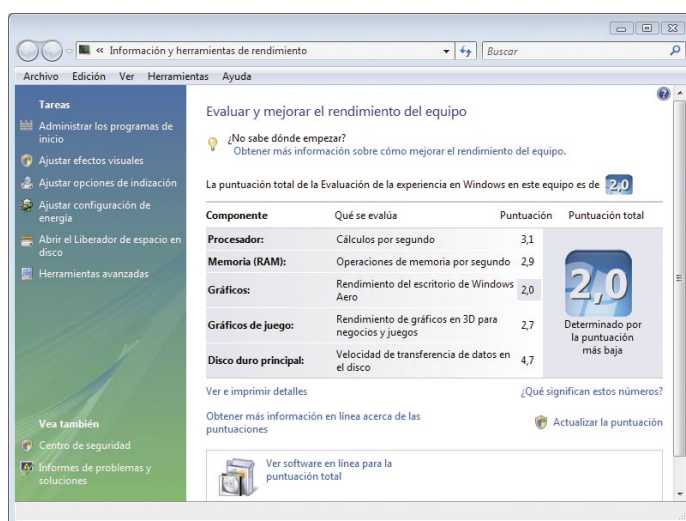 « Información y herramientas de rendimiento
Buscar
Archivo Edición Ver Herramientas Ayuda
Tareas
Administrar los programas de
inicio
Ajustar efectos visuales
Ajustar opciones de indización
Ajustar configuración de
energía
Abrir el Liberador de espacio en
disco
Herramientas avanzadas
Vea también
Centro de seguridad
Informes de problemas y
soluciones
Evaluar y mejorar el rendimiento del equipo
¿No sabe dónde empezar?
Obtener más información sobre cómo mejorar el rendimiento del equipo.
La puntuación total de la Evaluación de la experiencia en Windows en este equipo es de 2,0
Componente Qué se evalúa Puntuación Puntuación total
Procesador: Cálculos por segundo 3,1
Memoria (RAM): Operaciones de memoria por segundo 2,9
Gráficos: Rendimiento del escritorio de Windows
Aero 2,0
Gráficos de juego: Rendimiento de gráficos en 3D para
negocios y juegos 2,7
Disco duro principal: Velocidad de transferencia de datos en
el disco 4,7
2,0
Determinado por
la puntuación
más baja
Ver e imprimir detalles ¿Qué significan estos números?
Obtener más información en línea acerca de las
puntuaciones
Actualizar la puntuación
Ver software en línea para la
puntuación total